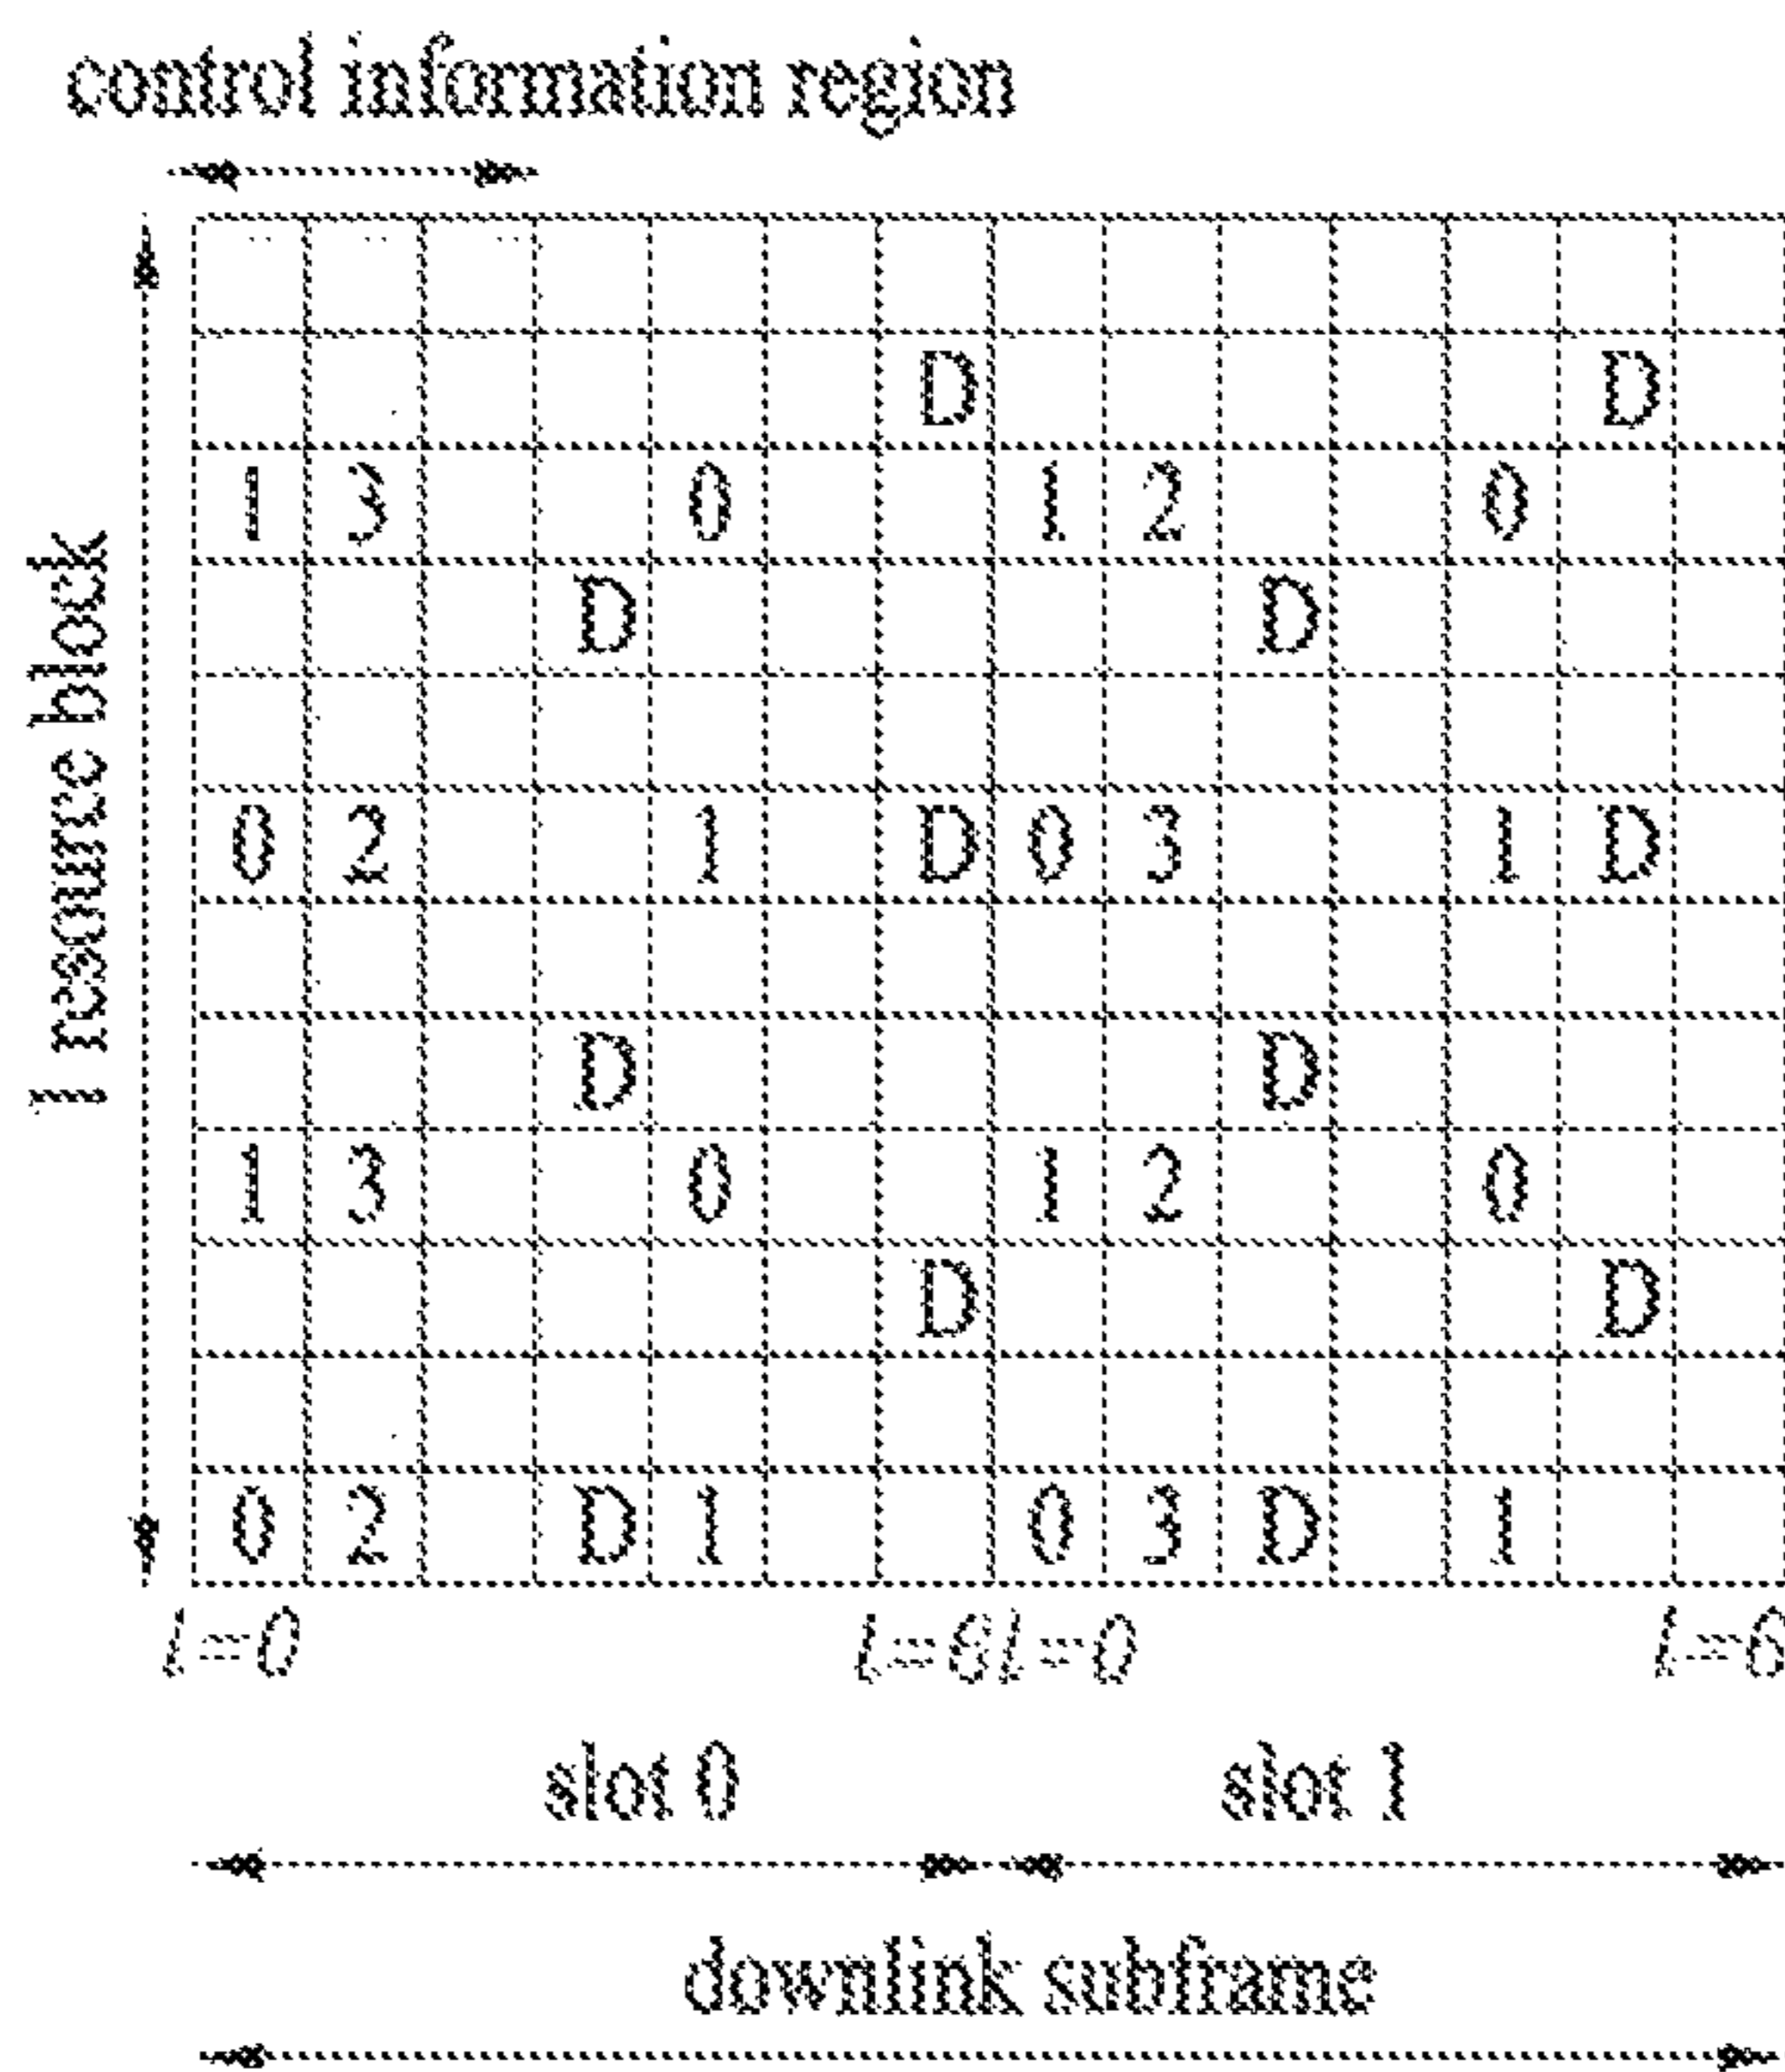 control information region
1 resource block
D D
1 3 0 1 2 0
D D
0 2 1 D 0 3 1 D
D D
1 3 0 1 2 0
D D
0 2 D 1 0 3 D 1
l=0 l=6 l=0 l=6
slot 0 slot 1
downlink subframe